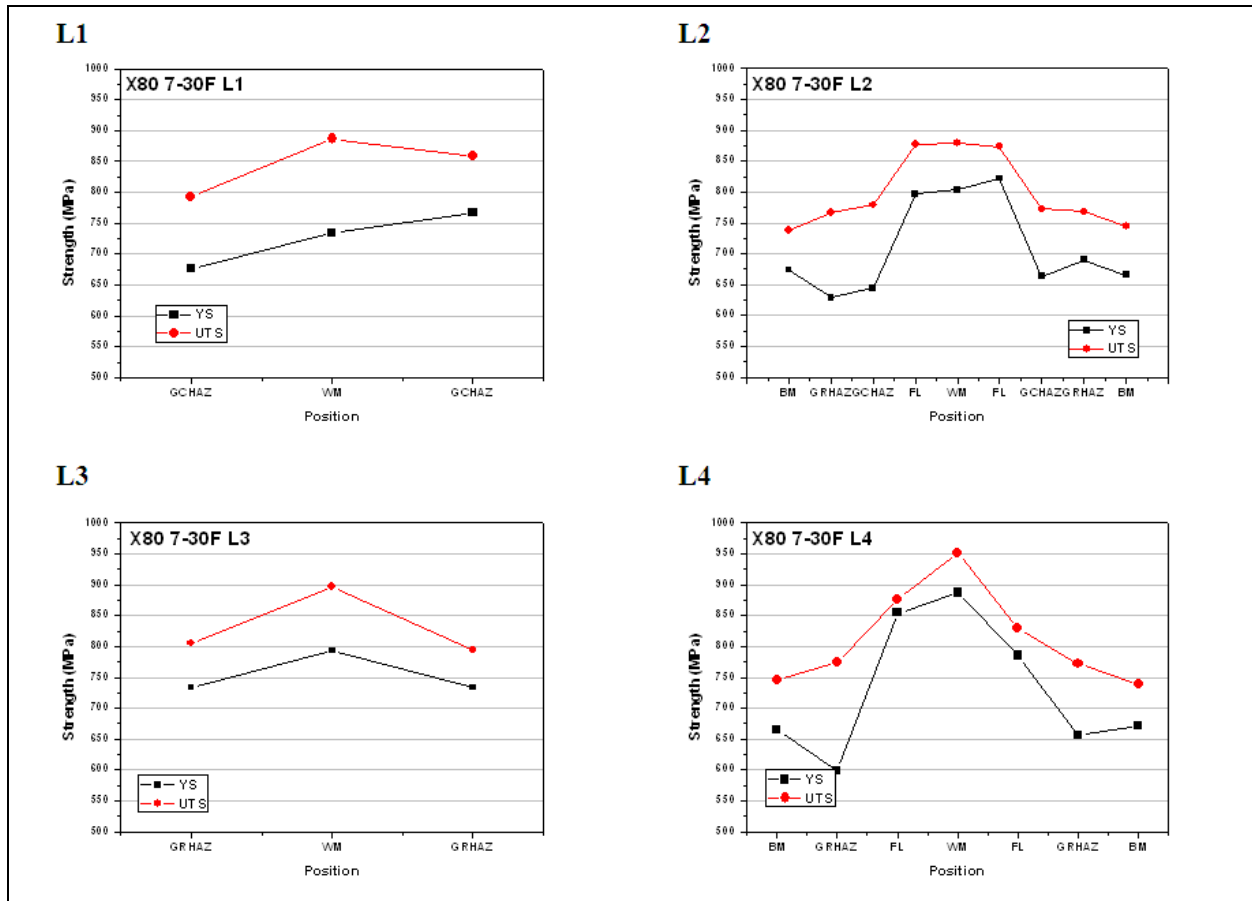 L1
X80 7-30F L1
1000
950
900
850
800
750
700
650
600
550
500
Strength (MPa)
YS
UTS
GCHAZ WM GCHAZ
Position
L2
X80 7-30F L2
1000
950
900
850
800
750
700
650
600
550
500
Strength (MPa)
YS
UTS
BM GRHAZ GCHAZ FL WM FL GCHAZ GRHAZ BM
Position
L3
X80 7-30F L3
1000
950
900
850
800
750
700
650
600
550
500
Strength (MPa)
YS
UTS
GRHAZ WM GRHAZ
Position
L4
X80 7-30F L4
1000
950
900
850
800
750
700
650
600
550
500
Strength (MPa)
YS
UTS
BM GRHAZ FL WM FL GRHAZ BM
Position